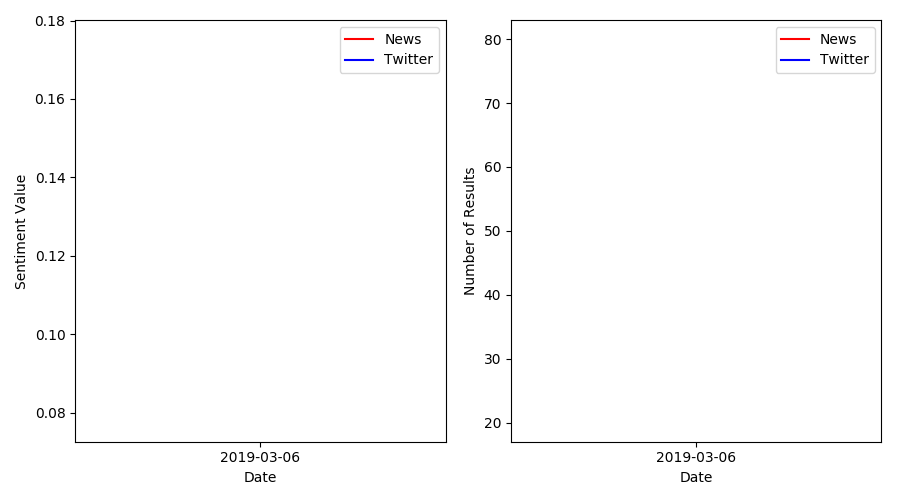 0.18
0.16
0.14
0.12
0.10
0.08
Sentiment Value
News
Twitter
2019-03-06
Date
80
70
60
50
40
30
20
Number of Results
News
Twitter
2019-03-06
Date